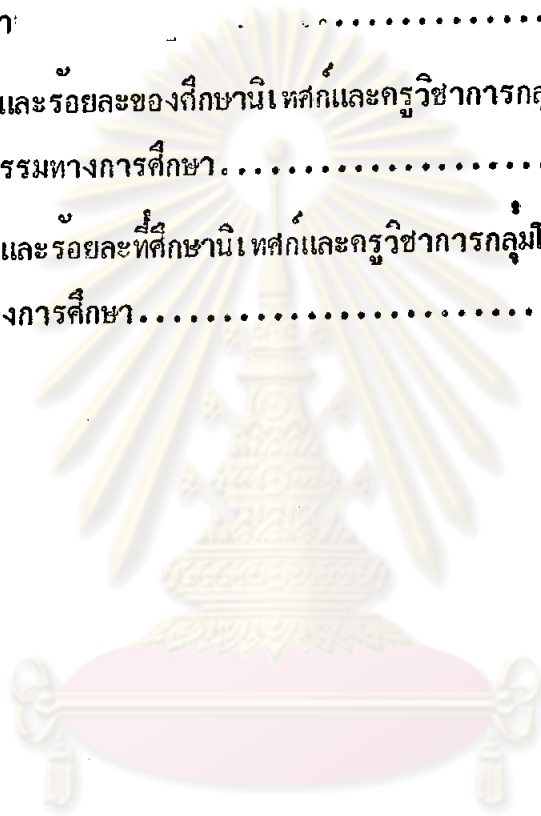 และร้อยละของศึกษานิเทศก์และครูวิชาการกลุ
รรมทางการศึกษา......................
และร้อยละที่ศึกษานิเทศก์และครูวิชาการกลุ่ม
งการศึกษา..........................